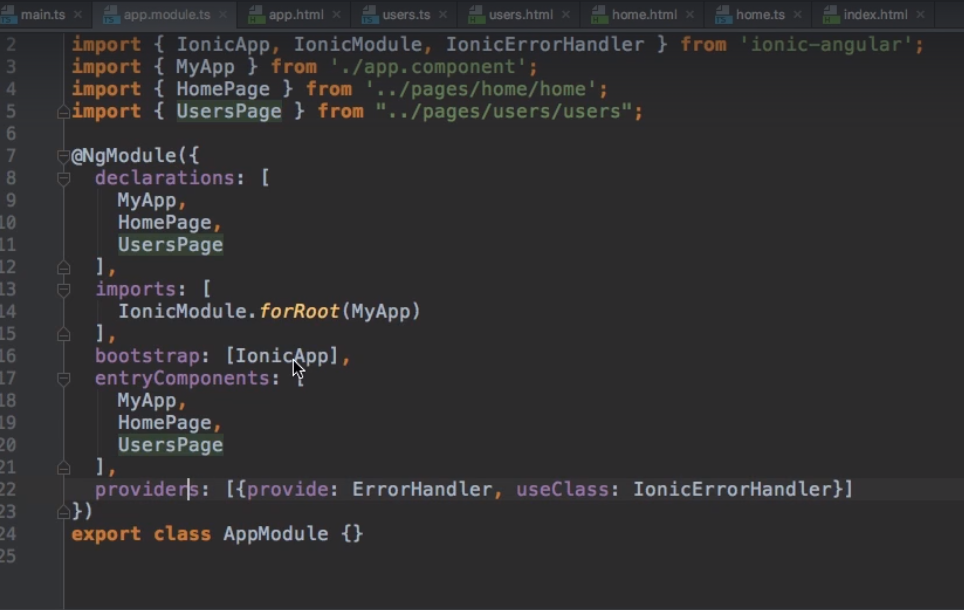 main.ts × app.module.ts × app.html × users.ts × users.html × home.html × home.ts × index.html ×
2 import { IonicApp, IonicModule, IonicErrorHandler } from 'ionic-angular';
3 import { MyApp } from './app.component';
4 import { HomePage } from '../pages/home/home';
5 import { UsersPage } from "../pages/users/users";
6
7 @NgModule({
8 declarations: [
9 MyApp,
10 HomePage,
11 UsersPage
12 ],
13 imports: [
14 IonicModule.forRoot(MyApp)
15 ],
16 bootstrap: [IonicApp],
17 entryComponents: [
18 MyApp,
19 HomePage,
20 UsersPage
21 ],
22 providers: [{provide: ErrorHandler, useClass: IonicErrorHandler}]
23 })
24 export class AppModule {}
25